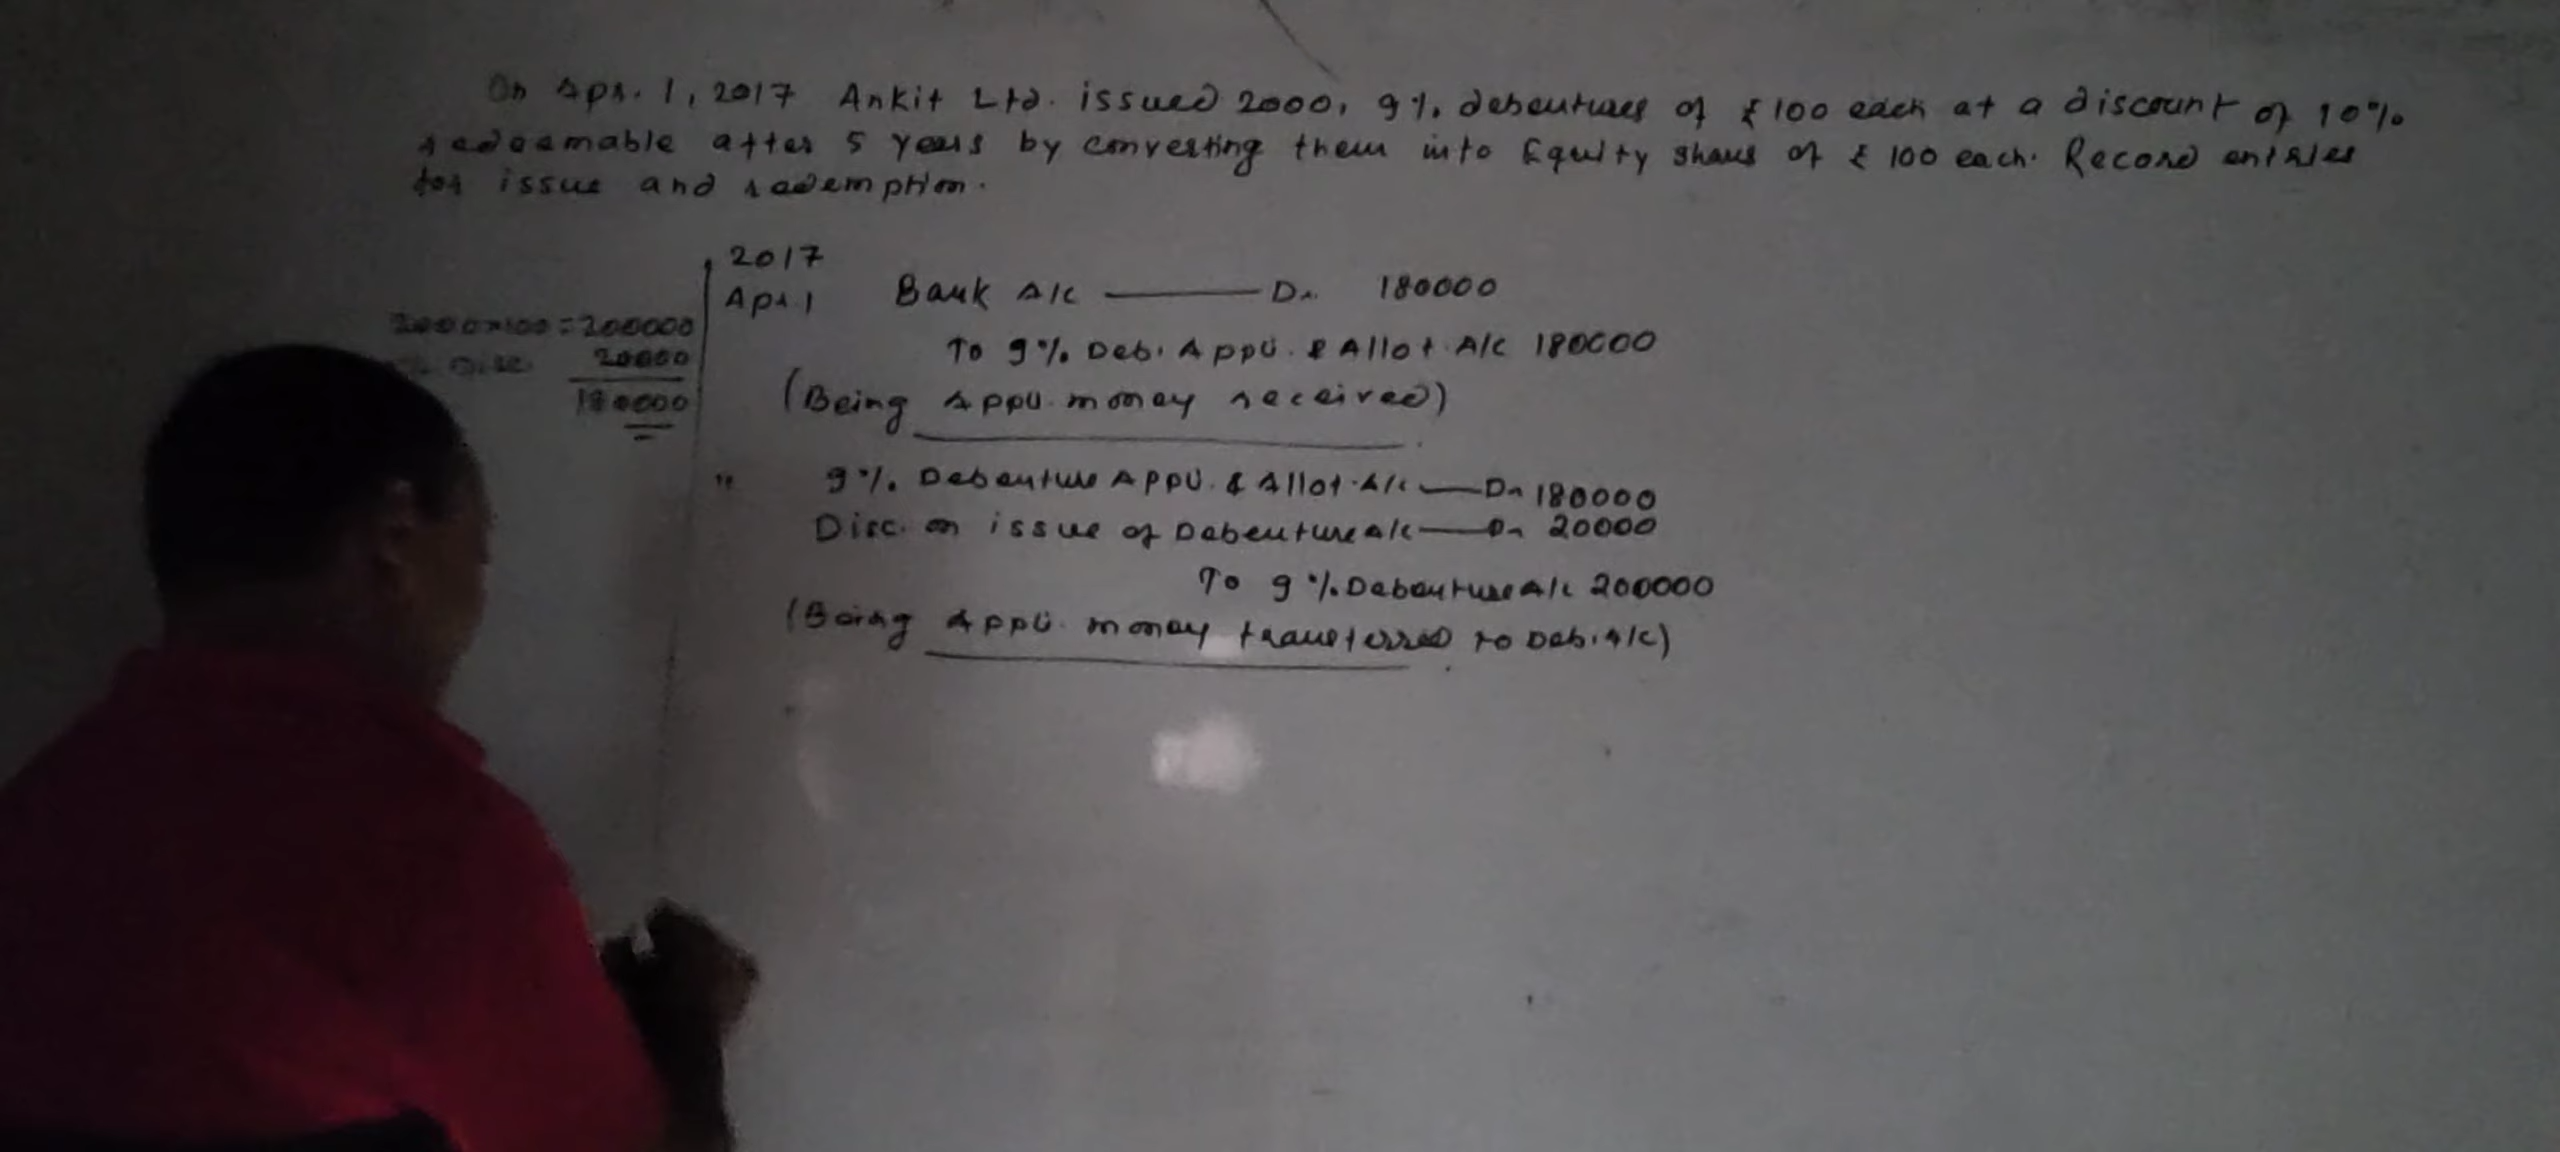 On Apr. 1, 2017 Ankit Ltd. issued 2000, 9% debentures of ₹100 each at a discount of 10%
redeemable after 5 years by converting them into Equity shares of ₹ 100 each. Record entries
for issue and redemption.
2017
Apr.1 Bank A/c Dr. 180000
To 9% Deb. Appli. & Allot. A/c 180000
(Being Appli. money received)
2000×100 = 200000
Disc. 20000
180000
" 9% Debenture Appli. & Allot. A/c Dr 180000
Disc. on issue of Debenture A/c Dr 20000
To 9% Debenture A/c 200000
(Being Appli. money transferred to Deb. A/c)